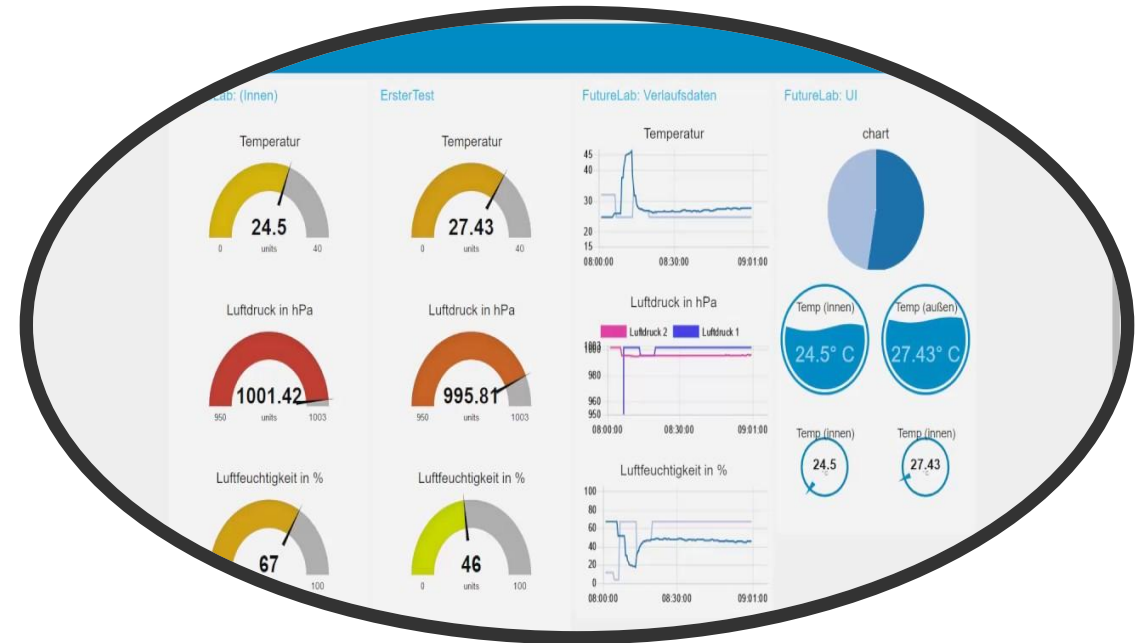 Lab: (Innen)
Temperatur
24.5
units
0
40
Luftdruck in hPa
1001.42
units
950
1003
Luftfeuchtigkeit in %
67
100
ErsterTest
Temperatur
27.43
units
0
40
Luftdruck in hPa
995.81
units
950
1003
Luftfeuchtigkeit in %
46
units
0
100
FutureLab: Verlaufsdaten
Temperatur
45
40
30
20
15
08:00:00 08:30:00 09:01:00
Luftdruck in hPa
Luftdruck 2 Luftdruck 1
980
960
950
08:00:00 08:30:00 09:01:00
Luftfeuchtigkeit in %
100
80
60
40
20
0
08:00:00 08:30:00 09:01:00
FutureLab: UI
chart
Temp (innen) Temp (außen)
24.5° C 27.43° C
Temp (innen) Temp (innen)
24.5 27.43